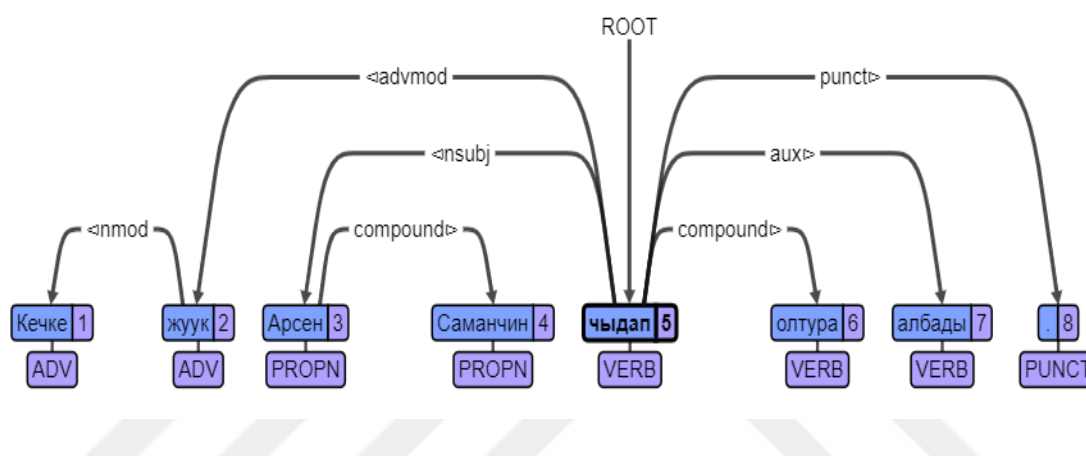 ROOT
◅advmod punct▻
◅nsubj aux▻
◅nmod compound▻ compound▻
Кечке 1 жуук 2 Арсен 3 Саманчин 4 чыдап 5 олтура 6 албады 7 . 8
ADV ADV PROPN PROPN VERB VERB VERB PUNCT